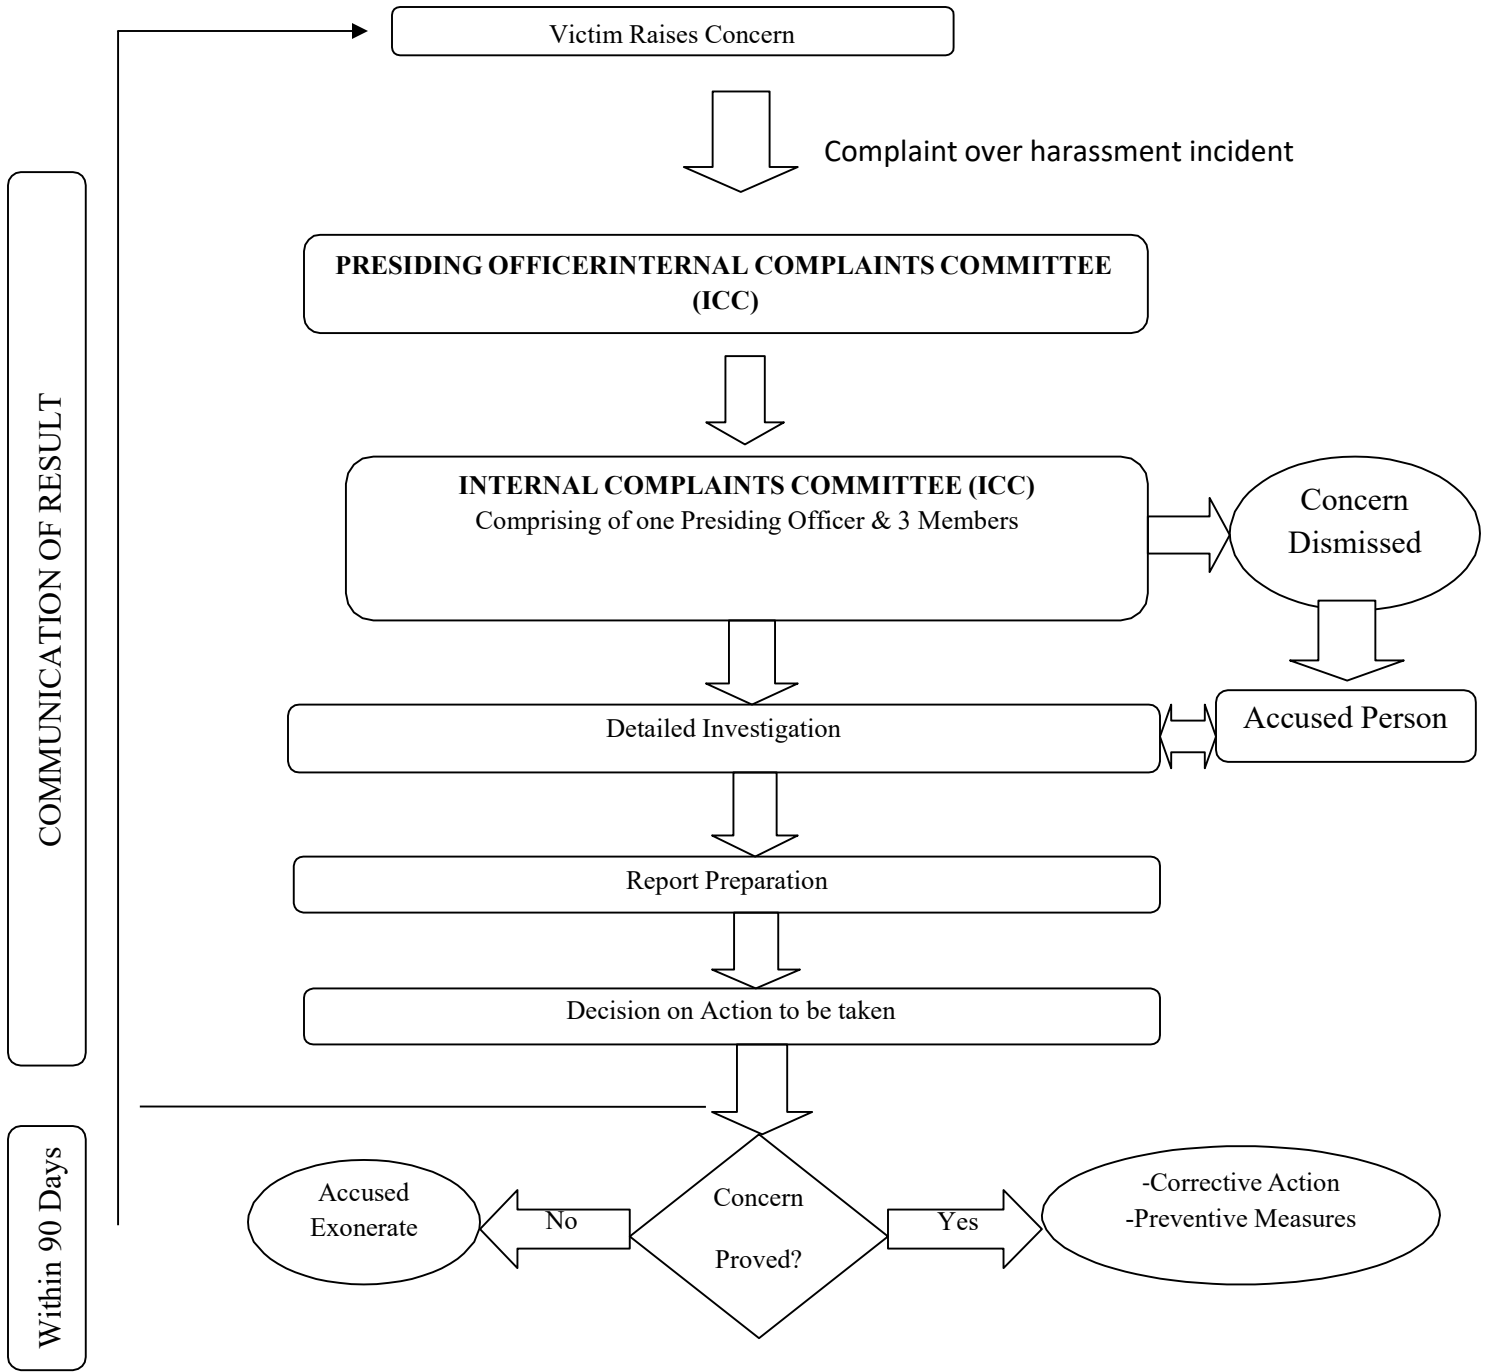 Victim Raises Concern
Complaint over harassment incident
PRESIDING OFFICERINTERNAL COMPLAINTS COMMITTEE
(ICC)
INTERNAL COMPLAINTS COMMITTEE (ICC)
Comprising of one Presiding Officer & 3 Members
Concern
Dismissed
Detailed Investigation
Accused Person
Report Preparation
Decision on Action to be taken
Concern
Proved?
No
Accused
Exonerate
Yes
-Corrective Action
-Preventive Measures
COMMUNICATION OF RESULT
Within 90 Days